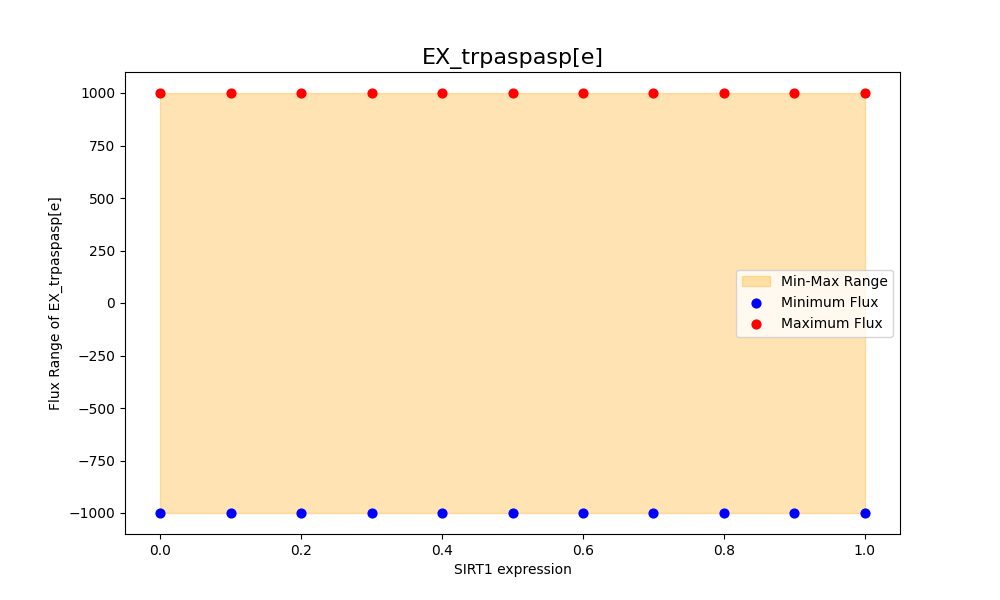 EX_trpaspasp[e]
Flux Range of EX_trpaspasp[e]
1000
750
500
250
0
−250
−500
−750
−1000
Min-Max Range
Minimum Flux
Maximum Flux
0.0
0.2
0.4
0.6
0.8
1.0
SIRT1 expression